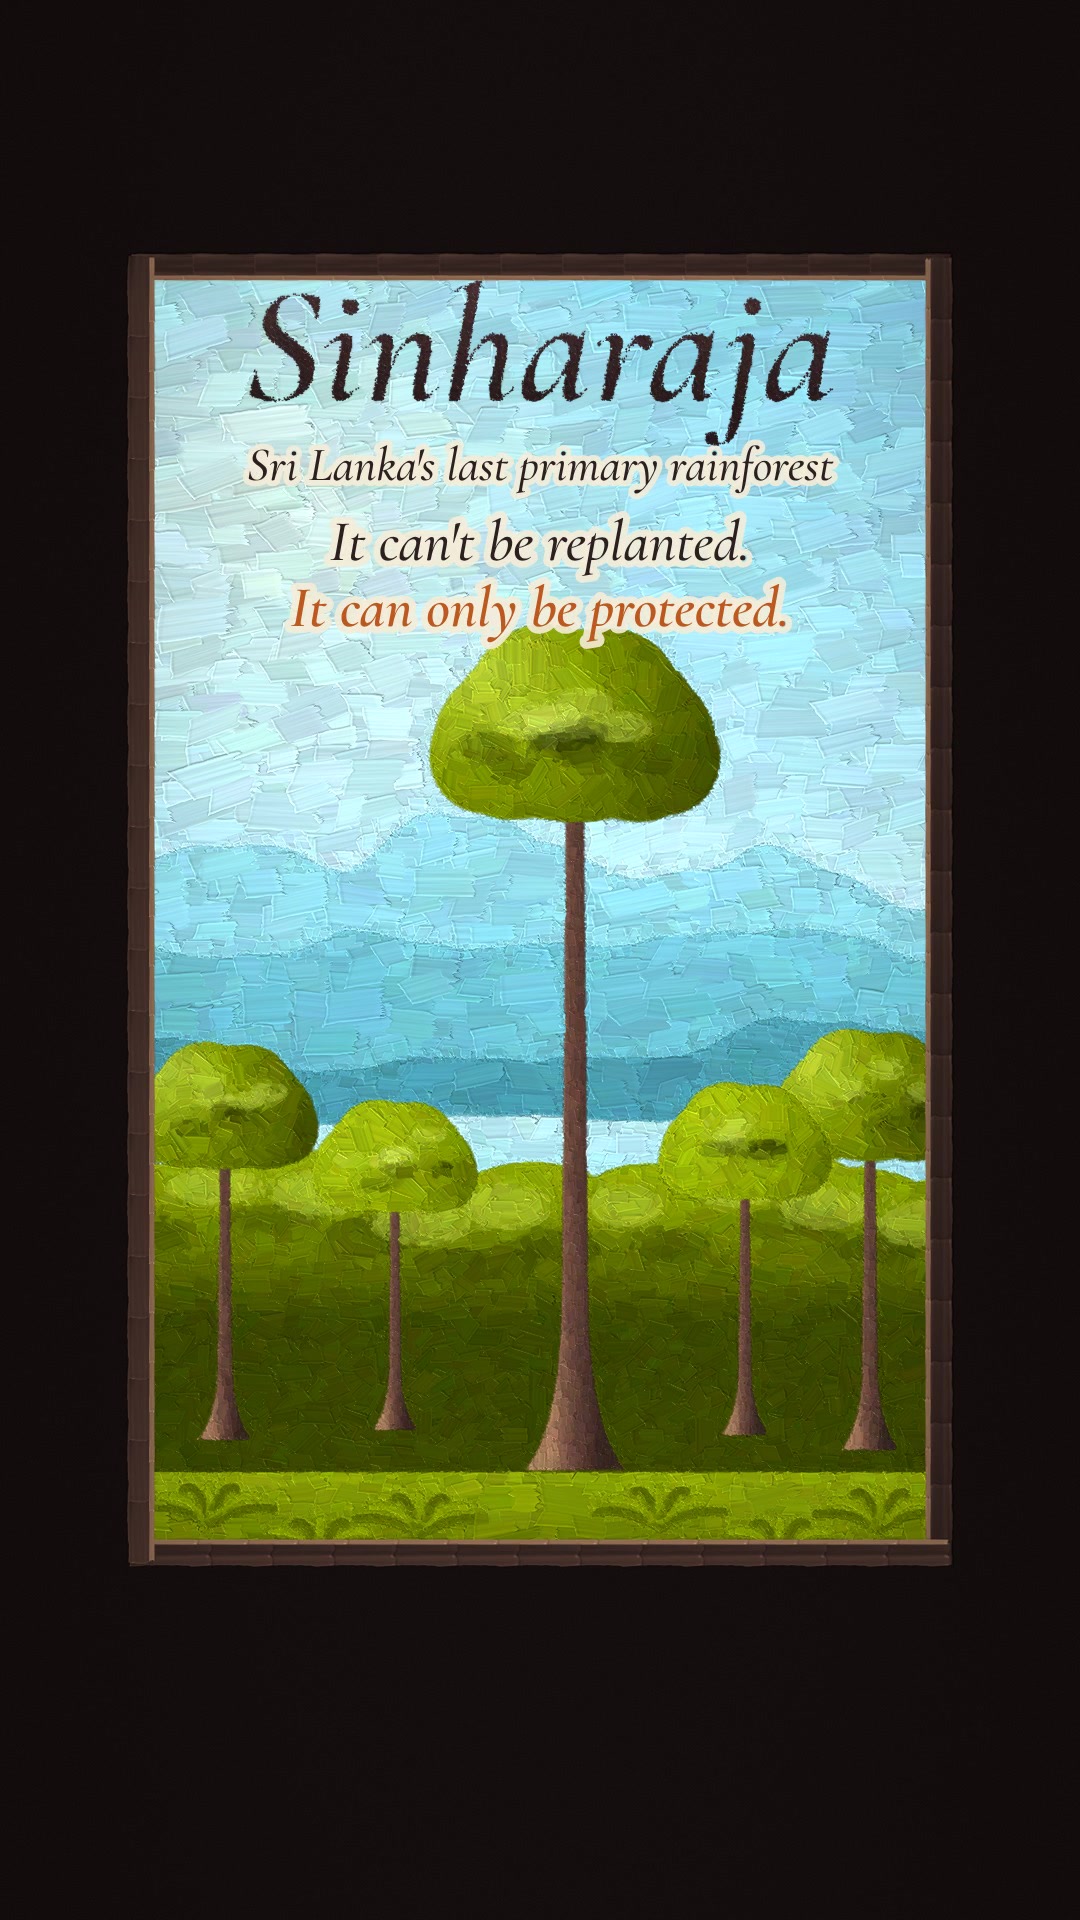 Sinharaja
Sri Lanka's last primary rainforest
It can't be replanted.
It can only be protected.